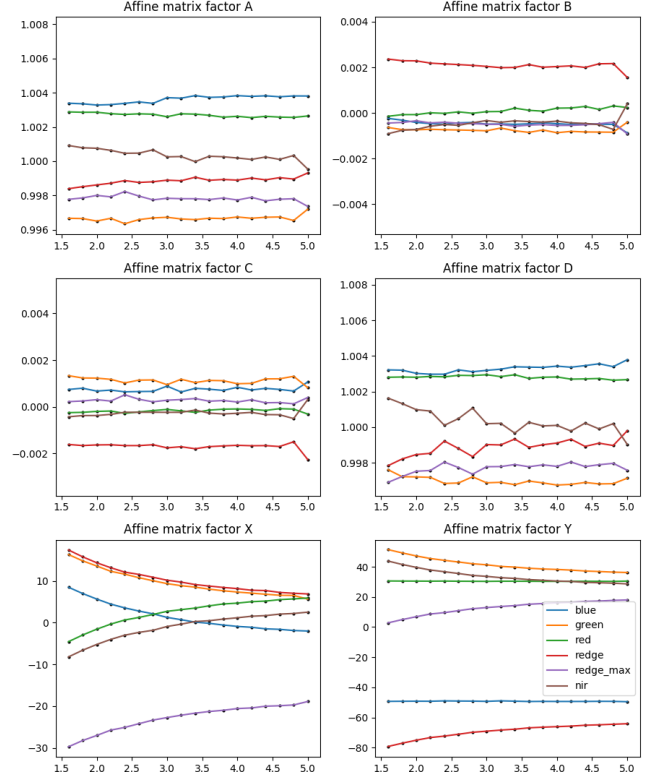 Affine matrix factor A
1.008
1.006
1.004
1.002
1.000
0.998
0.996
1.5 2.0 2.5 3.0 3.5 4.0 4.5 5.0
Affine matrix factor B
0.004
0.002
0.000
−0.002
−0.004
1.5 2.0 2.5 3.0 3.5 4.0 4.5 5.0
Affine matrix factor C
0.004
0.002
0.000
−0.002
1.5 2.0 2.5 3.0 3.5 4.0 4.5 5.0
Affine matrix factor D
1.008
1.006
1.004
1.002
1.000
0.998
1.5 2.0 2.5 3.0 3.5 4.0 4.5 5.0
Affine matrix factor X
10
0
−10
−20
−30
1.5 2.0 2.5 3.0 3.5 4.0 4.5 5.0
Affine matrix factor Y
40
20
0
−20
−40
−60
−80
1.5 2.0 2.5 3.0 3.5 4.0 4.5 5.0
blue
green
red
redge
redge_max
nir